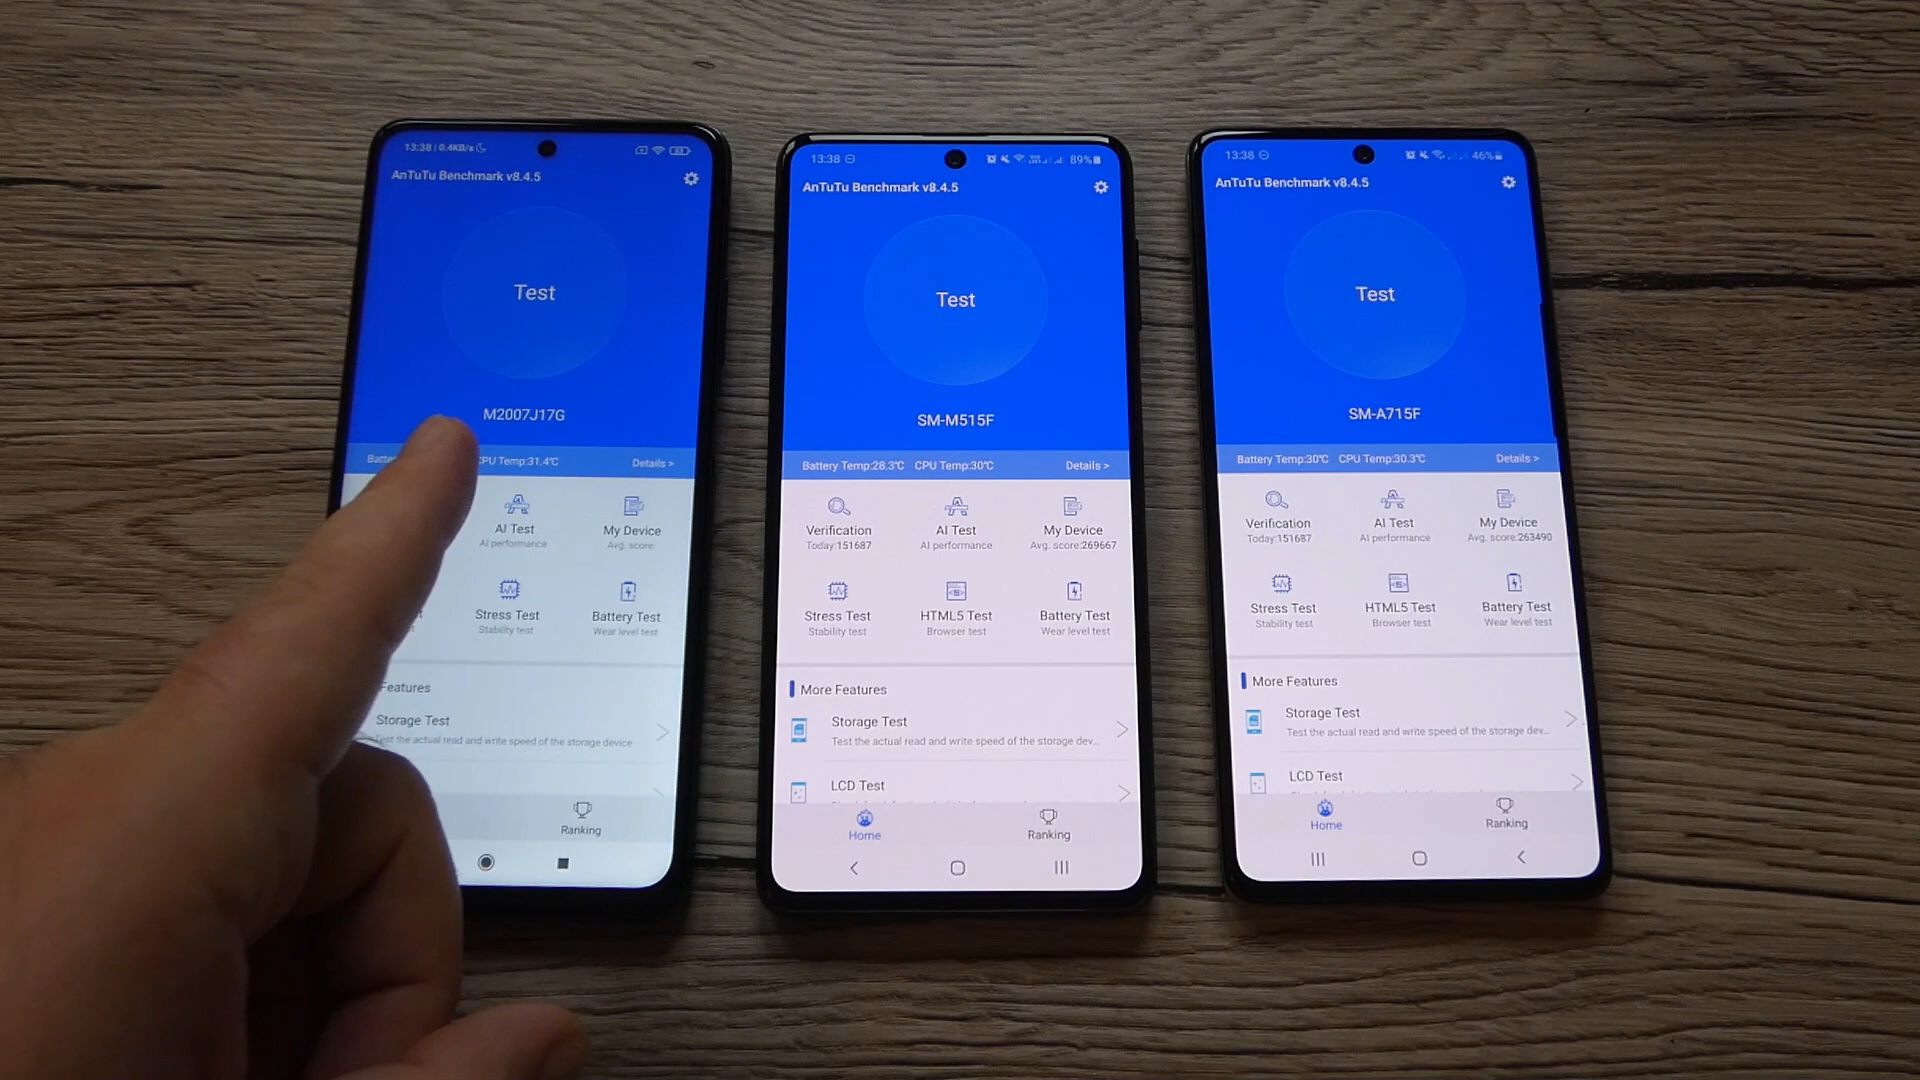 13:38 | 0.4KB/s
AnTuTu Benchmark v8.4.5
Test
M2007J17G
CPU Temp:31.4℃
Details >
AI Test
AI performance
My Device
Avg. score:
Stress Test
Stability test
Battery Test
Wear level test
Features
Storage Test
Test the actual read and write speed of the storage device
Ranking
13:38
89%
AnTuTu Benchmark v8.4.5
Test
SM-M515F
Battery Temp:28.3℃ CPU Temp:30℃
Details >
Verification
Today:151687
AI Test
AI performance
My Device
Avg. score:269667
Stress Test
Stability test
HTML5 Test
Browser test
Battery Test
Wear level test
More Features
Storage Test
Test the actual read and write speed of the storage dev...
LCD Test
Home
Ranking
13:38
46%
AnTuTu Benchmark v8.4.5
Test
SM-A715F
Battery Temp:30℃ CPU Temp:30.3℃
Details >
Verification
Today:151687
AI Test
AI performance
My Device
Avg. score:263490
Stress Test
Stability test
HTML5 Test
Browser test
Battery Test
Wear level test
More Features
Storage Test
Test the actual read and write speed of the storage dev...
LCD Test
Home
Ranking